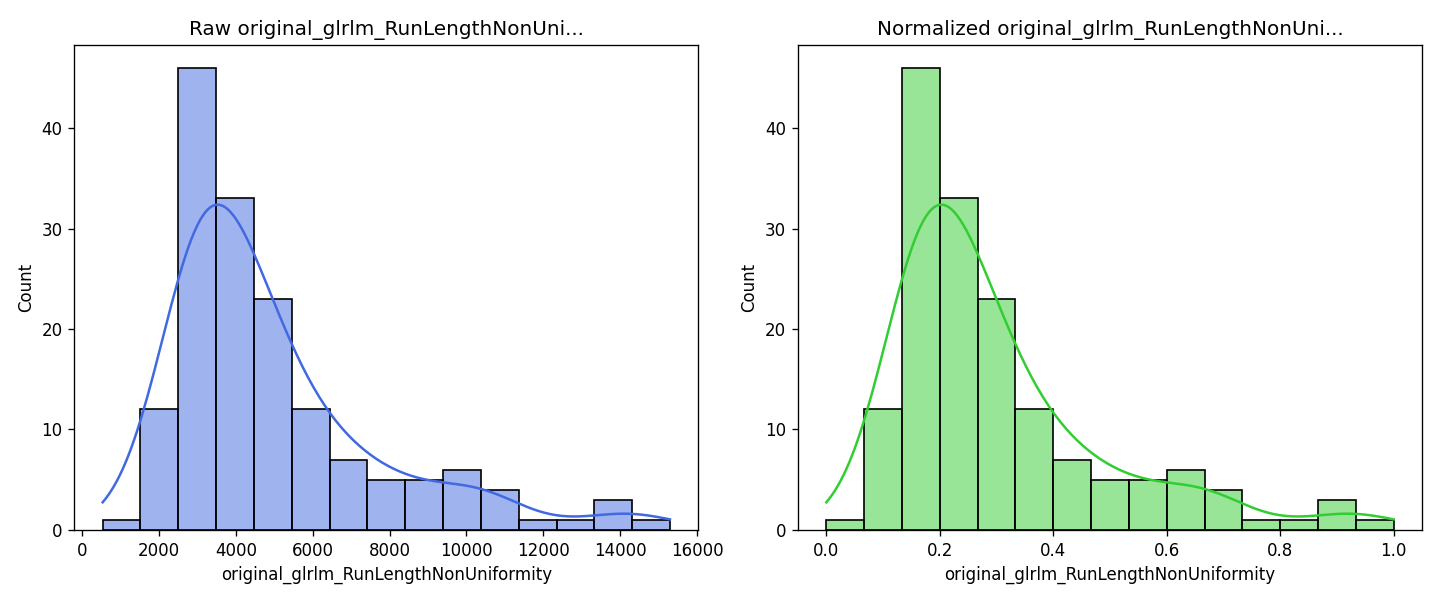 Raw original_glrlm_RunLengthNonUni...
Count
40
30
20
10
0
0 2000 4000 6000 8000 10000 12000 14000 16000
original_glrlm_RunLengthNonUniformity
Normalized original_glrlm_RunLengthNonUni...
Count
40
30
20
10
0
0.0 0.2 0.4 0.6 0.8 1.0
original_glrlm_RunLengthNonUniformity